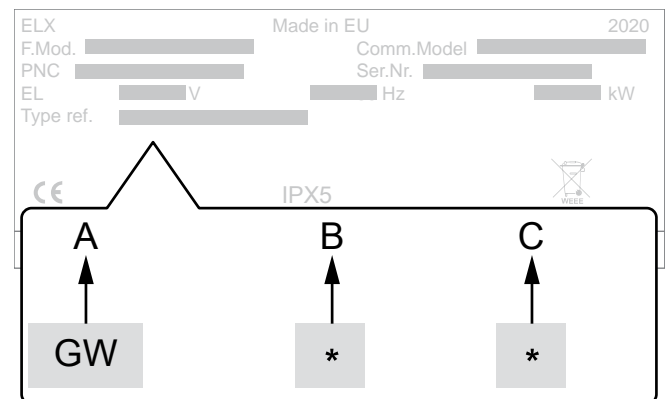 ELX Made in EU 2020
F.Mod. Comm.Model
PNC Ser.Nr.
EL V Hz kW
Type ref.
CE IPX5 WEEE
A B C
GW * *